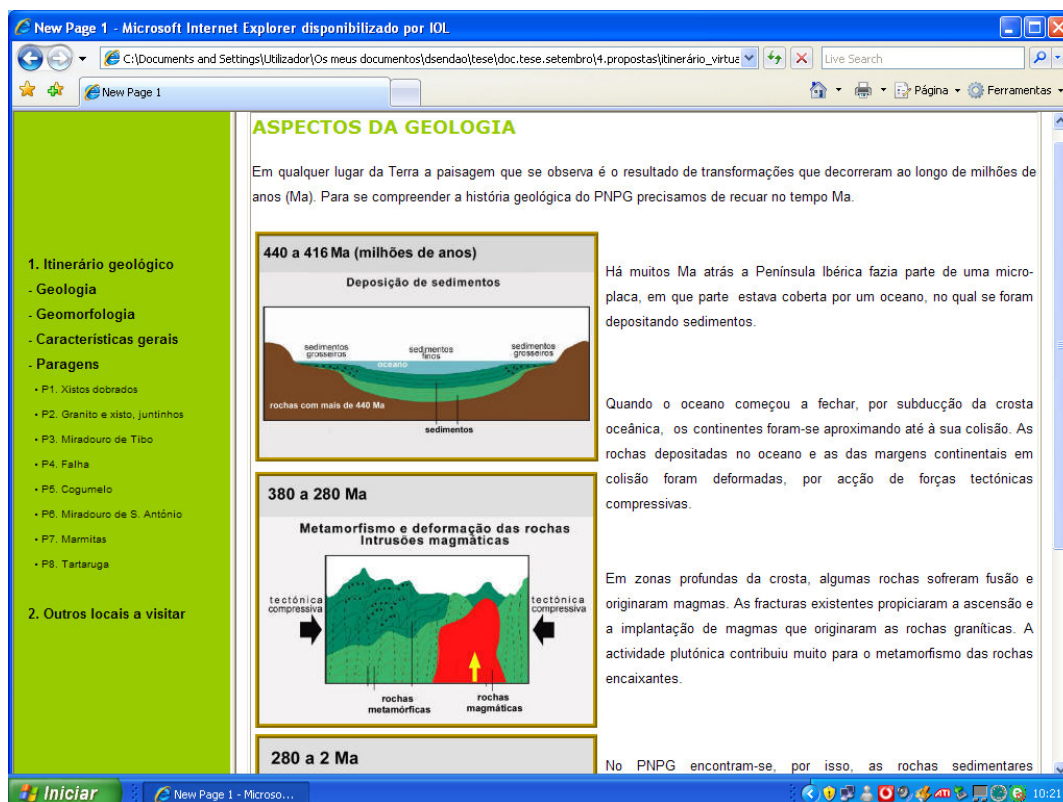 New Page 1 - Microsoft Internet Explorer disponibilizado por IOL
C:\Documents and Settings\Utilizador\Os meus documentos\dsendao\tese\doc.tese.setembro\4.propostas\itinerário_virtua
Live Search
New Page 1
Página
Ferramentas
1. Itinerário geológico
- Geologia
- Geomorfologia
- Características gerais
- Paragens
• P1. Xistos dobrados
• P2. Granito e xisto, juntinhos
• P3. Miradouro de Tibo
• P4. Falha
• P5. Cogumelo
• P6. Miradouro de S. António
• P7. Marmitas
• P8. Tartaruga
2. Outros locais a visitar
ASPECTOS DA GEOLOGIA
Em qualquer lugar da Terra a paisagem que se observa é o resultado de transformações que decorreram ao longo de milhões de
anos (Ma). Para se compreender a história geológica do PNPG precisamos de recuar no tempo Ma.
440 a 416 Ma (milhões de anos)
Deposição de sedimentos
sedimentos grosseiros
sedimentos finos
sedimentos grosseiros
oceano
rochas com mais de 440 Ma
sedimentos
Há muitos Ma atrás a Península Ibérica fazia parte de uma micro-
placa, em que parte estava coberta por um oceano, no qual se foram
depositando sedimentos.
Quando o oceano começou a fechar, por subducção da crosta
oceânica, os continentes foram-se aproximando até à sua colisão. As
rochas depositadas no oceano e as das margens continentais em
colisão foram deformadas, por acção de forças tectónicas
compressivas.
380 a 280 Ma
Metamorfismo e deformação das rochas
Intrusões magmáticas
tectónica compressiva
tectónica compressiva
rochas metamórficas
rochas magmáticas
Em zonas profundas da crosta, algumas rochas sofreram fusão e
originaram magmas. As fracturas existentes propiciaram a ascensão e
a implantação de magmas que originaram as rochas graníticas. A
actividade plutónica contribuiu muito para o metamorfismo das rochas
encaixantes.
280 a 2 Ma
No PNPG encontram-se, por isso, as rochas sedimentares
Iniciar
New Page 1 - Microso...
10:21